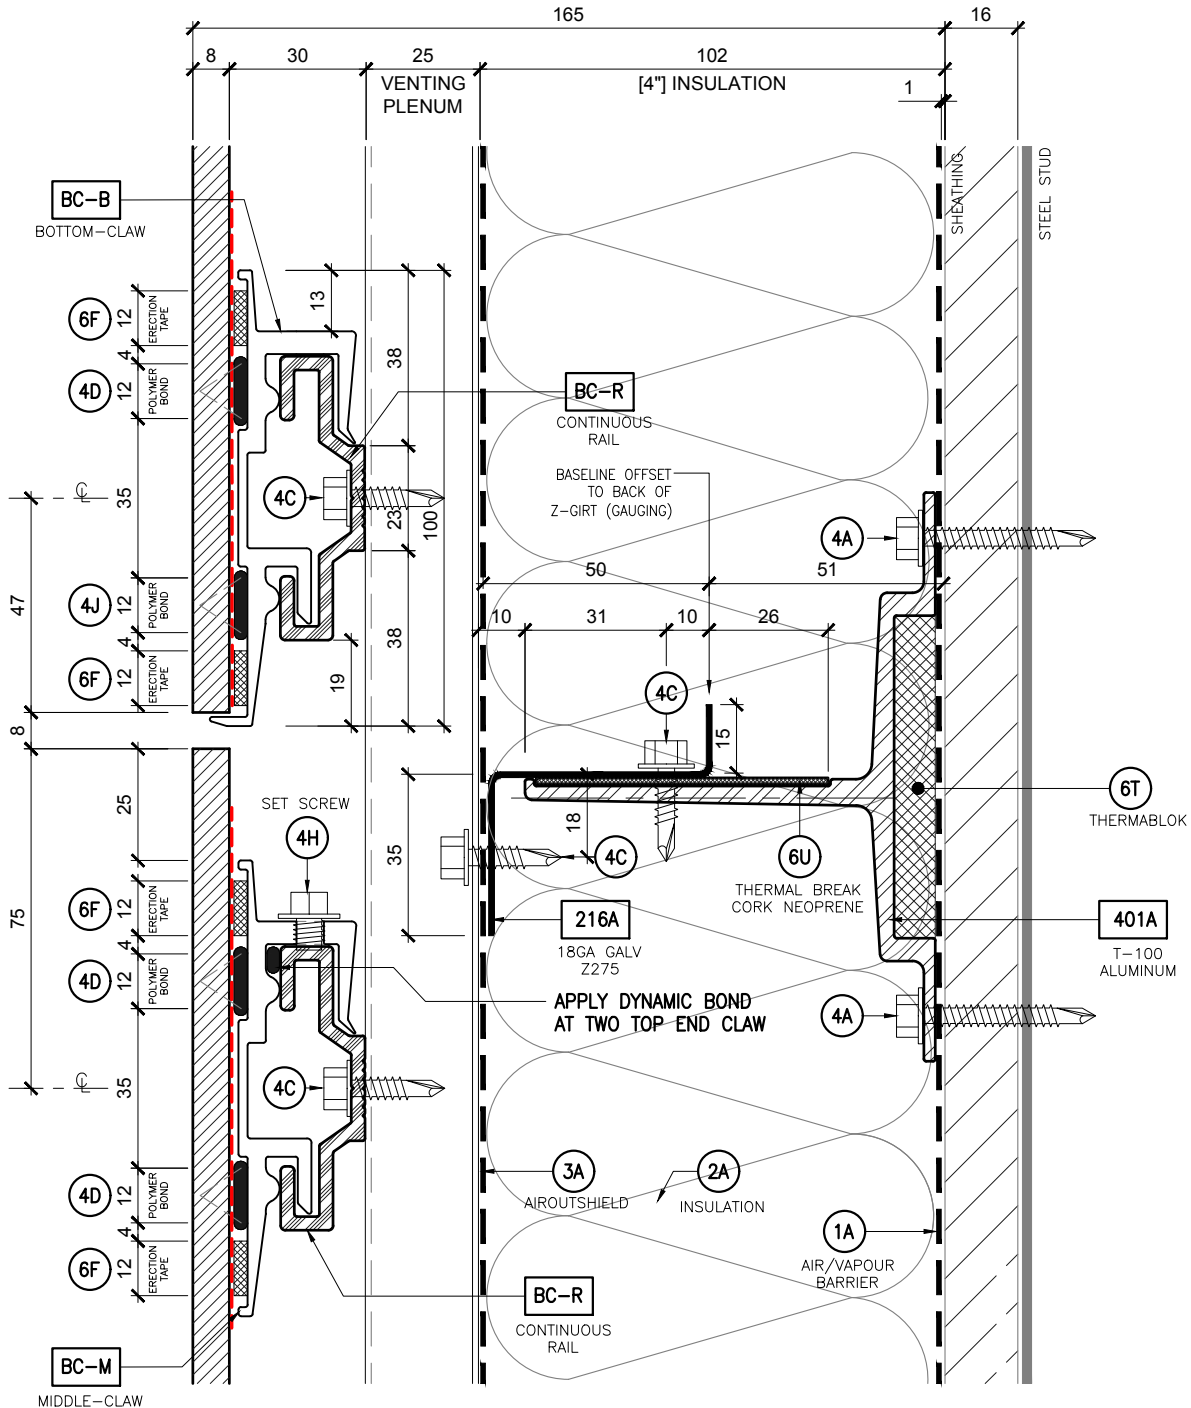 165
16
8
30
25
102
VENTING
PLENUM
[4"] INSULATION
1
SHEATHING
STEEL STUD
BC-B
BOTTOM-CLAW
13
6F
12
ERECTION
TAPE
4
38
4D
12
POLYMER
BOND
BC-R
CONTINUOUS
RAIL
BASELINE OFFSET
TO BACK OF
Z-GIRT (GAUGING)
℄
35
4C
23
100
4A
50
51
47
4J
12
POLYMER
BOND
4
10
31
10
26
38
6F
12
ERECTION
TAPE
19
4C
8
15
25
SET SCREW
4H
18
35
4C
6U
THERMAL BREAK
CORK NEOPRENE
6T
THERMABLOK
75
6F
12
ERECTION
TAPE
4
216A
18GA GALV
Z275
401A
T-100
ALUMINUM
4D
12
POLYMER
BOND
APPLY DYNAMIC BOND
AT TWO TOP END CLAW
4A
℄
35
4C
4D
12
POLYMER
BOND
4
3A
AIROUTSHIELD
2A
INSULATION
1A
AIR/VAPOUR
BARRIER
6F
12
ERECTION
TAPE
BC-R
CONTINUOUS
RAIL
BC-M
MIDDLE-CLAW